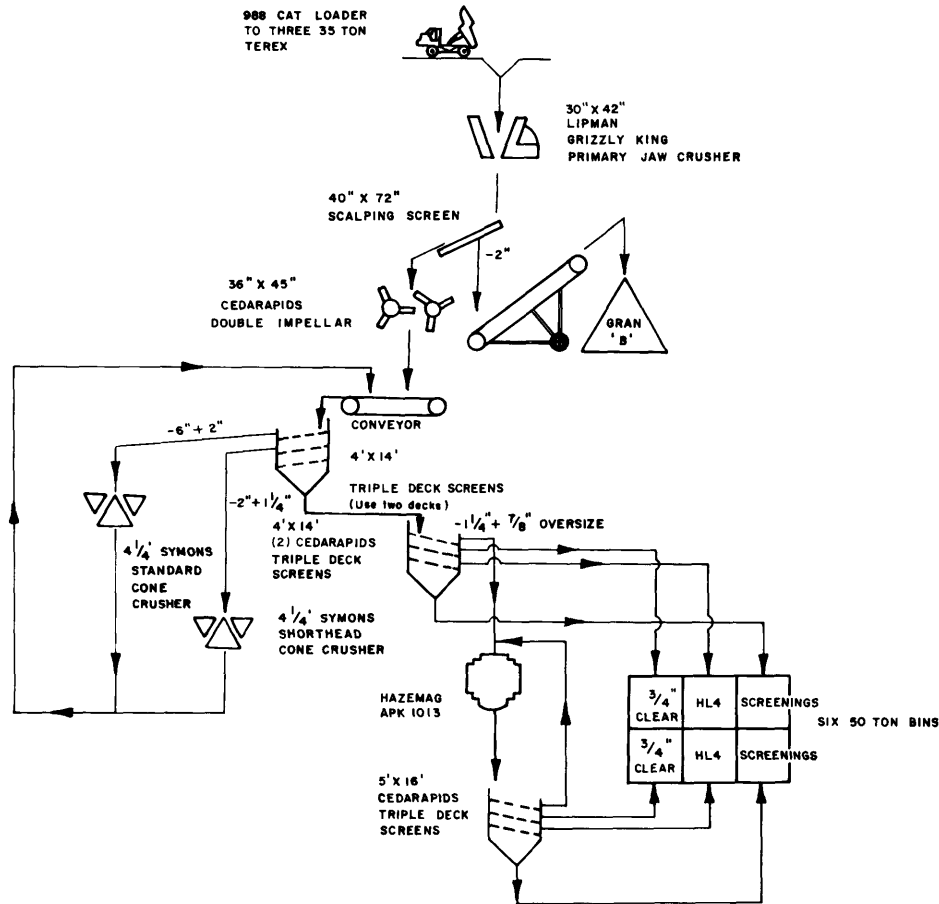 988 CAT LOADER
TO THREE 35 TON
TEREX
30" X 42"
LIPMAN
GRIZZLY KING
PRIMARY JAW CRUSHER
40" X 72"
SCALPING SCREEN
-2"
36" X 45"
CEDARAPIDS
DOUBLE IMPELLAR
GRAN
'B'
CONVEYOR
-6" + 2"
4' X 14'
-2" + 1 1/4"
TRIPLE DECK SCREENS
(Use two decks)
-1 1/4" + 7/8" OVERSIZE
4' X 14'
(2) CEDARAPIDS
TRIPLE DECK
SCREENS
4 1/4' SYMONS
STANDARD
CONE
CRUSHER
4 1/4' SYMONS
SHORTHEAD
CONE CRUSHER
HAZEMAG
APK 1013
3/4"
CLEAR
HL4
SCREENINGS
SIX 50 TON BINS
3/4"
CLEAR
HL4
SCREENINGS
5' X 16'
CEDARAPIDS
TRIPLE DECK
SCREENS